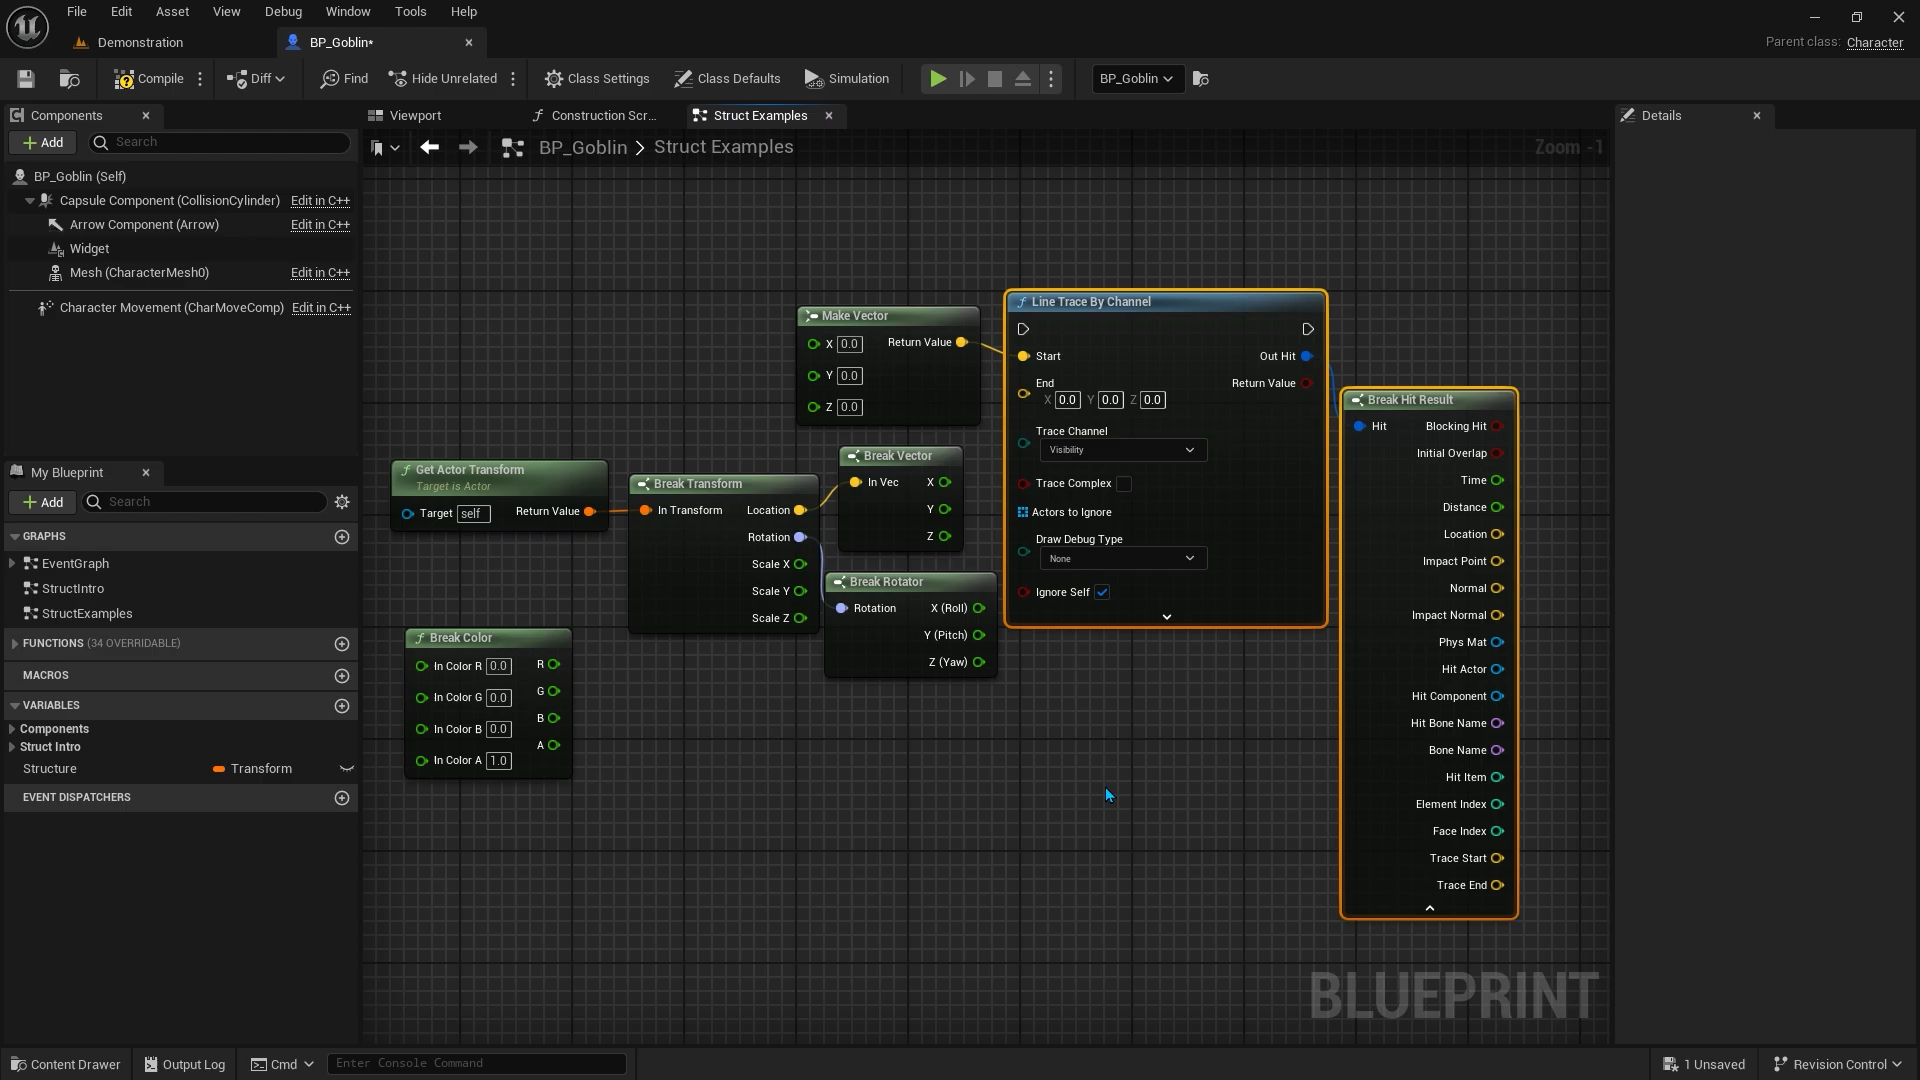 File Edit Asset View Debug Window Tools Help
Demonstration
BP_Goblin*
Parent class: Character
Compile
Diff
Find
Hide Unrelated
Class Settings
Class Defaults
Simulation
BP_Goblin
Components
Viewport
Construction Scr...
Struct Examples
Details
Add
Search
BP_Goblin > Struct Examples
Zoom -1
BP_Goblin (Self)
Capsule Component (CollisionCylinder) Edit in C++
Arrow Component (Arrow) Edit in C++
Widget
Mesh (CharacterMesh0) Edit in C++
Character Movement (CharMoveComp) Edit in C++
My Blueprint
Add
Search
GRAPHS
EventGraph
StructIntro
StructExamples
FUNCTIONS (34 OVERRIDABLE)
MACROS
VARIABLES
Components
Struct Intro
Structure Transform
EVENT DISPATCHERS
Get Actor Transform
Target is Actor
Target self Return Value
Break Color
In Color R 0.0 R
In Color G 0.0 G
In Color B 0.0 B
In Color A 1.0 A
Break Transform
In Transform Location
Rotation
Scale X
Scale Y
Scale Z
Make Vector
X 0.0 Return Value
Y 0.0
Z 0.0
Break Vector
In Vec X
Y
Z
Break Rotator
Rotation X (Roll)
Y (Pitch)
Z (Yaw)
Line Trace By Channel
Start Out Hit
End Return Value
X 0.0 Y 0.0 Z 0.0
Trace Channel
Visibility
Trace Complex
Actors to Ignore
Draw Debug Type
None
Ignore Self
Break Hit Result
Hit Blocking Hit
Initial Overlap
Time
Distance
Location
Impact Point
Normal
Impact Normal
Phys Mat
Hit Actor
Hit Component
Hit Bone Name
Bone Name
Hit Item
Element Index
Face Index
Trace Start
Trace End
BLUEPRINT
Content Drawer
Output Log
Cmd
Enter Console Command
1 Unsaved
Revision Control